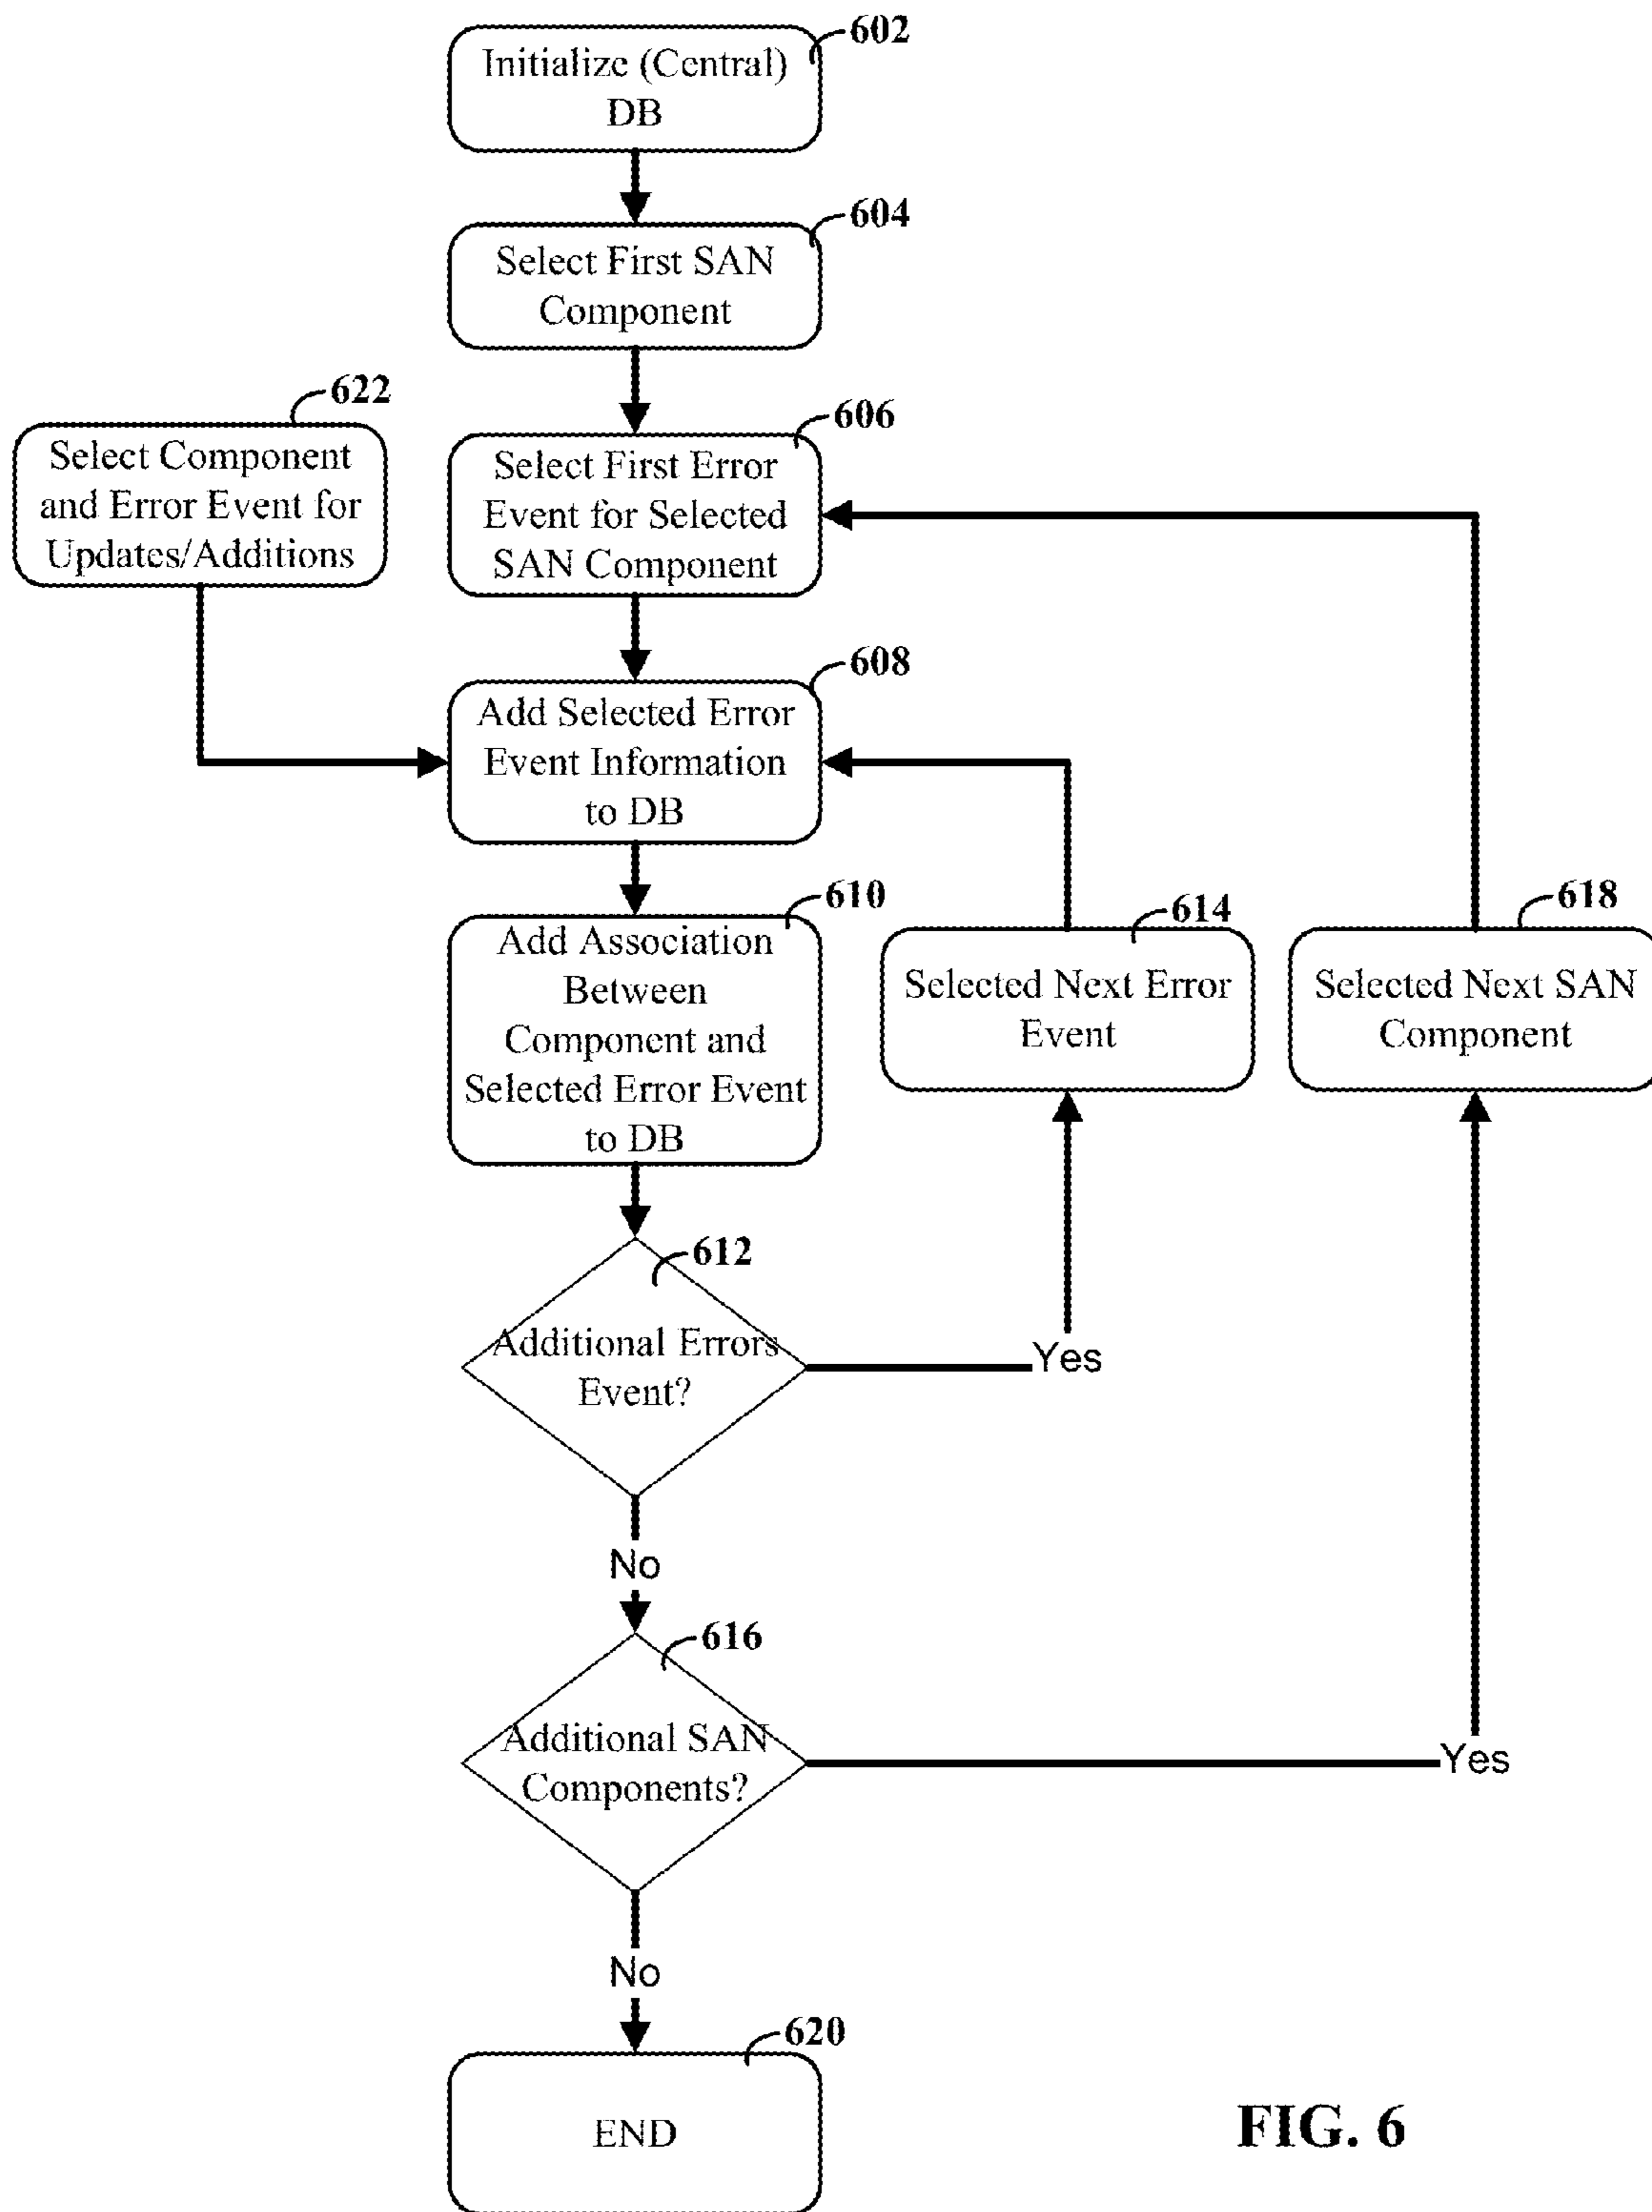 602
Initialize (Central)
DB
604
Select First SAN
Component
622
Select Component
and Error Event for
Updates/Additions
606
Select First Error
Event for Selected
SAN Component
608
Add Selected Error
Event Information
to DB
610
Add Association
Between
Component and
Selected Error Event
to DB
614
Selected Next Error
Event
618
Selected Next SAN
Component
612
Additional Errors
Event?
Yes
No
616
Additional SAN
Components?
Yes
No
620
END
FIG. 6